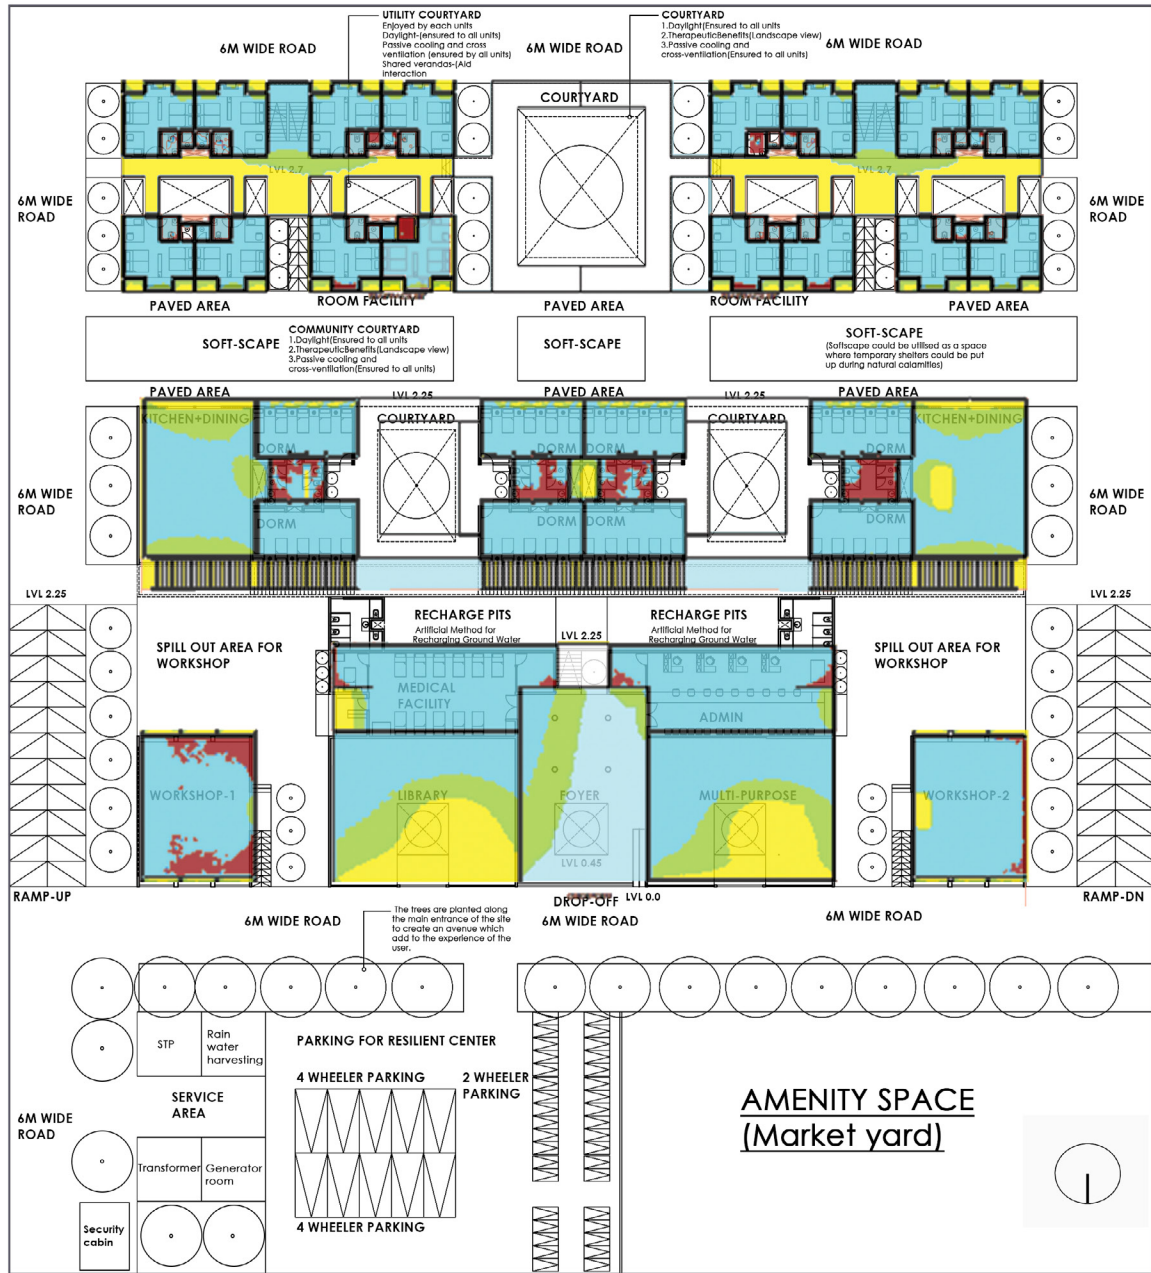 UTILITY COURTYARD
Enjoyed by each units
Daylight-(ensured to all units)
Passive cooling and cross
ventilation (ensured by all units)
Shared verandas-(Aid
interaction
COURTYARD
1.Daylight(Ensured to all units
2.TherapeuticBenefits(Landscape view)
3.Passive cooling and
cross-ventilation(Ensured to all units)
6M WIDE ROAD
6M WIDE ROAD
6M WIDE ROAD
COURTYARD
LVL 2.7
LVL 2.7
6M WIDE
ROAD
6M WIDE
ROAD
PAVED AREA
ROOM FACILITY
PAVED AREA
ROOM FACILITY
PAVED AREA
SOFT-SCAPE
COMMUNITY COURTYARD
1.Daylight(Ensured to all units
2.TherapeuticBenefits(Landscape view)
3.Passive cooling and
cross-ventilation(Ensured to all units)
SOFT-SCAPE
SOFT-SCAPE
(Softscape could be utilised as a space
where temporary shelters could be put
up during natural calamities)
PAVED AREA
LVL 2.25
PAVED AREA
LVL 2.25
PAVED AREA
KITCHEN+DINING
COURTYARD
COURTYARD
KITCHEN+DINING
DORM
DORM
DORM
DORM
6M WIDE
ROAD
6M WIDE
ROAD
DORM
DORM
DORM
DORM
LVL 2.25
LVL 2.25
RECHARGE PITS
Artificial Method for
Recharging Ground Water
RECHARGE PITS
Artificial Method for
Recharging Ground Water
LVL 2.25
SPILL OUT AREA FOR
WORKSHOP
SPILL OUT AREA FOR
WORKSHOP
MEDICAL
FACILITY
ADMIN
WORKSHOP-1
LIBRARY
FOYER
MULTI-PURPOSE
WORKSHOP-2
LVL 0.45
RAMP-UP
DROP-OFF
LVL 0.0
RAMP-DN
6M WIDE ROAD
The trees are planted along
the main entrance of the site
to create an avenue which
add to the experience of the
user.
6M WIDE ROAD
6M WIDE ROAD
STP
Rain
water
harvesting
PARKING FOR RESILIENT CENTER
4 WHEELER PARKING
2 WHEELER
PARKING
SERVICE
AREA
6M WIDE
ROAD
AMENITY SPACE
(Market yard)
Transformer
Generator
room
4 WHEELER PARKING
Security
cabin